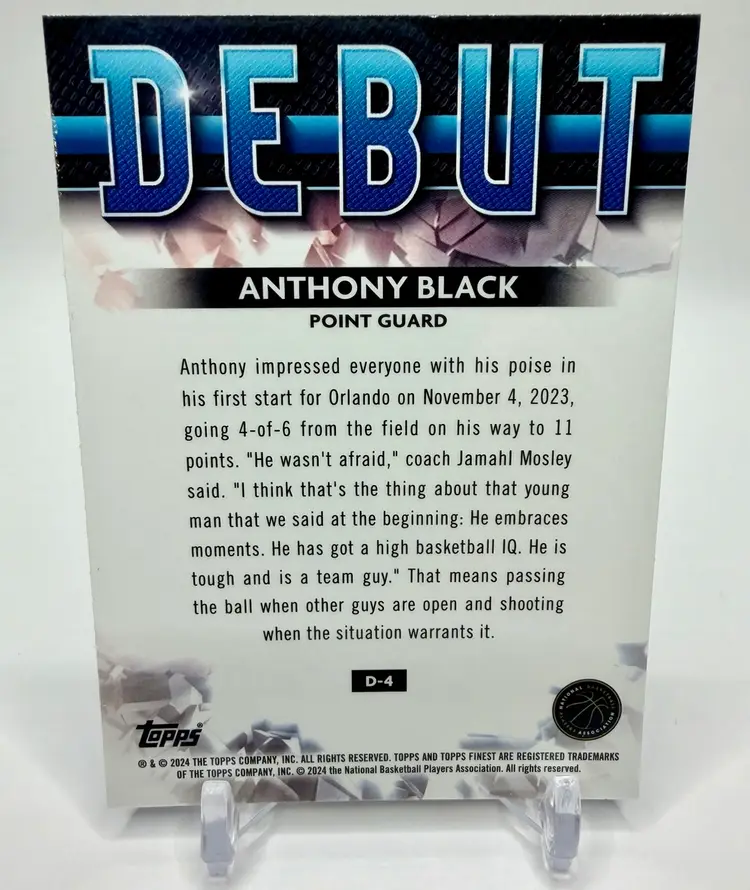 DEBUT
ANTHONY BLACK
POINT GUARD
Anthony impressed everyone with his poise in
his first start for Orlando on November 4, 2023,
going 4-of-6 from the field on his way to 11
points. "He wasn't afraid," coach Jamahl Mosley
said. "I think that's the thing about that young
man that we said at the beginning: He embraces
moments. He has got a high basketball IQ. He is
tough and is a team guy." That means passing
the ball when other guys are open and shooting
when the situation warrants it.
D-4
NATIONAL BASKETBALL
PLAYERS ASSOCIATION
Topps®
® & © 2024 THE TOPPS COMPANY, INC. ALL RIGHTS RESERVED. TOPPS AND TOPPS FINEST ARE REGISTERED TRADEMARKS
OF THE TOPPS COMPANY, INC. © 2024 the National Basketball Players Association. All rights reserved.